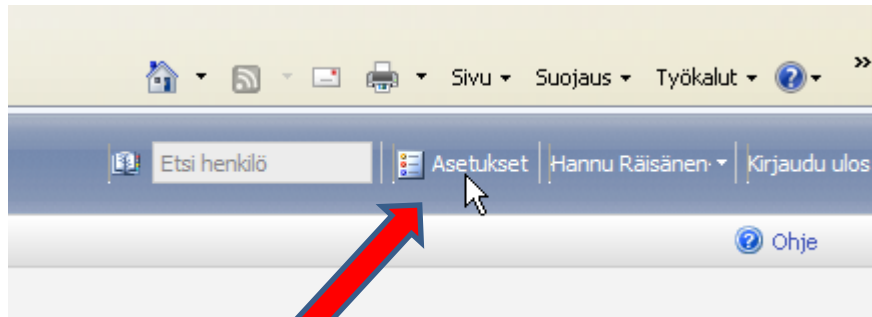 Sivu Suojaus Työkalut »
Etsi henkilö Asetukset Hannu Räisänen Kirjaudu ulos
Ohje